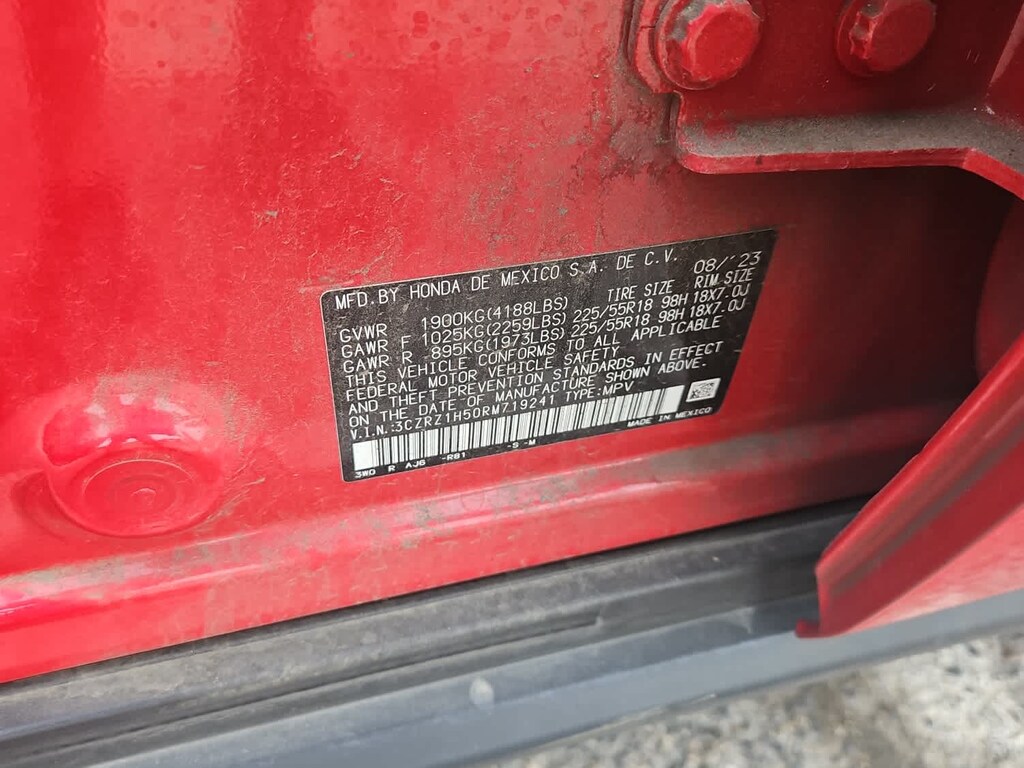 MFD.BY HONDA DE MEXICO S.A. DE C.V. 08/'23
TIRE SIZE RIM SIZE
GVWR 1900KG(4188LBS)
GAWR F 1025KG(2259LBS) 225/55R18 98H 18X7.0J
GAWR R 895KG(1973LBS) 225/55R18 98H 18X7.0J
THIS VEHICLE CONFORMS TO ALL APPLICABLE
FEDERAL MOTOR VEHICLE SAFETY
AND THEFT PREVENTION STANDARDS IN EFFECT
ON THE DATE OF MANUFACTURE SHOWN ABOVE.
V.I.N.:3CZRZ1H50RM719241 TYPE:MPV
3WO R AJ6 -R81 -S -M MADE IN MEXICO